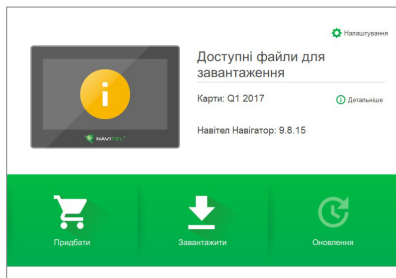 Налаштування
Доступні файли для
завантаження
Карти: Q1 2017
Детальніше
Навітел Навігатор: 9.8.15
NAVITEL
Придбати
Завантажити
Оновлення